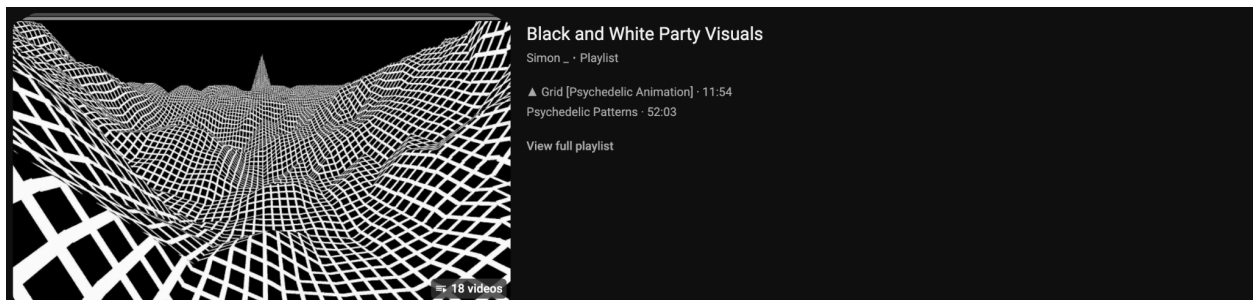 Black and White Party Visuals
Simon _ · Playlist
▲ Grid [Psychedelic Animation] · 11:54
Psychedelic Patterns · 52:03
View full playlist
18 videos